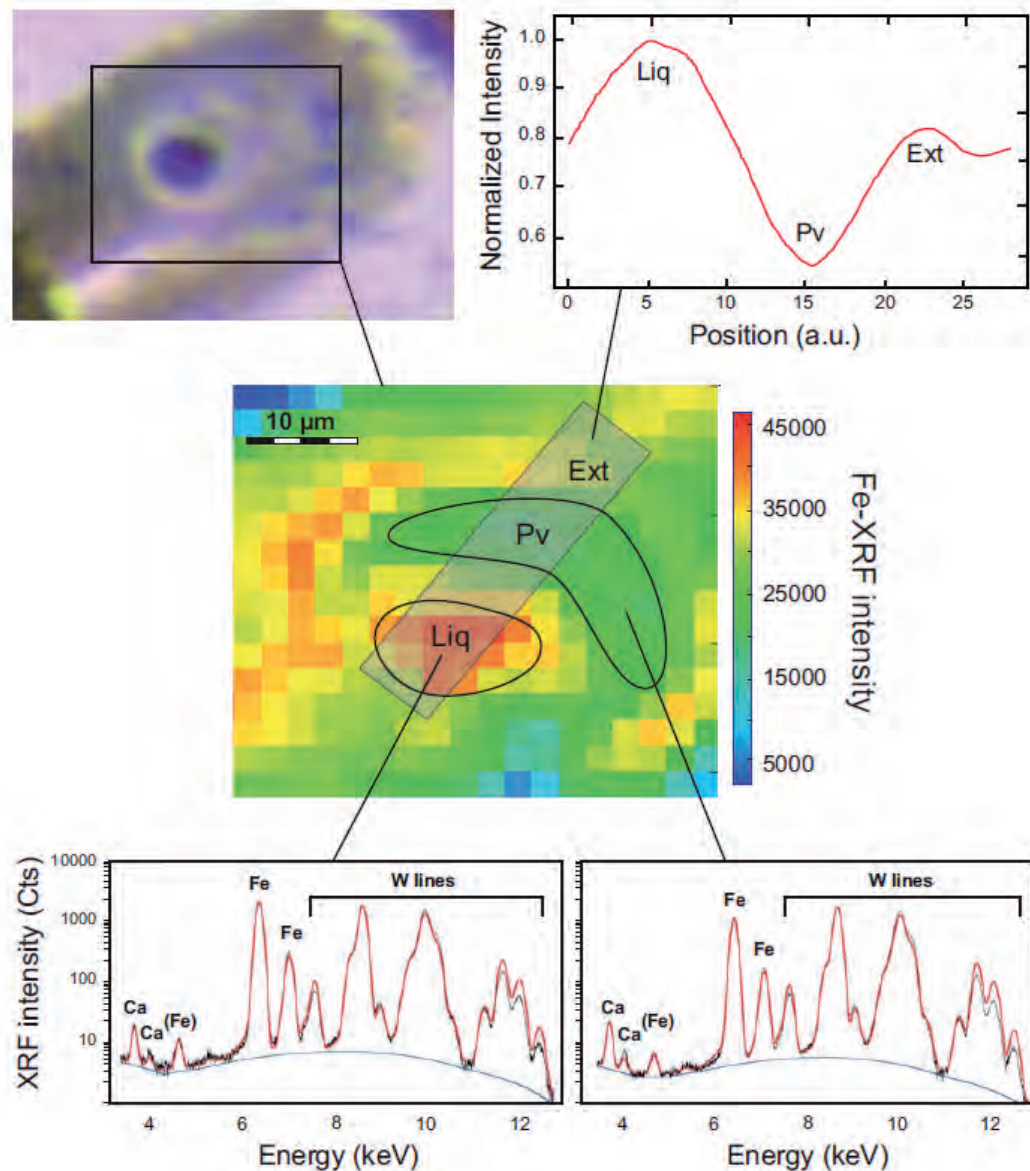 1.0
0.9
0.8
0.7
0.6
Normalized Intensity
Liq
Pv
Ext
0 5 10 15 20 25
Position (a.u.)
10 µm
Ext
Pv
Liq
45000
35000
25000
15000
5000
Fe-XRF intensity
XRF intensity (Cts)
10000
1000
100
10
Ca
Ca
(Fe)
Fe
Fe
W lines
4 6 8 10 12
Energy (keV)
Ca
Ca
(Fe)
Fe
Fe
W lines
4 6 8 10 12
Energy (keV)